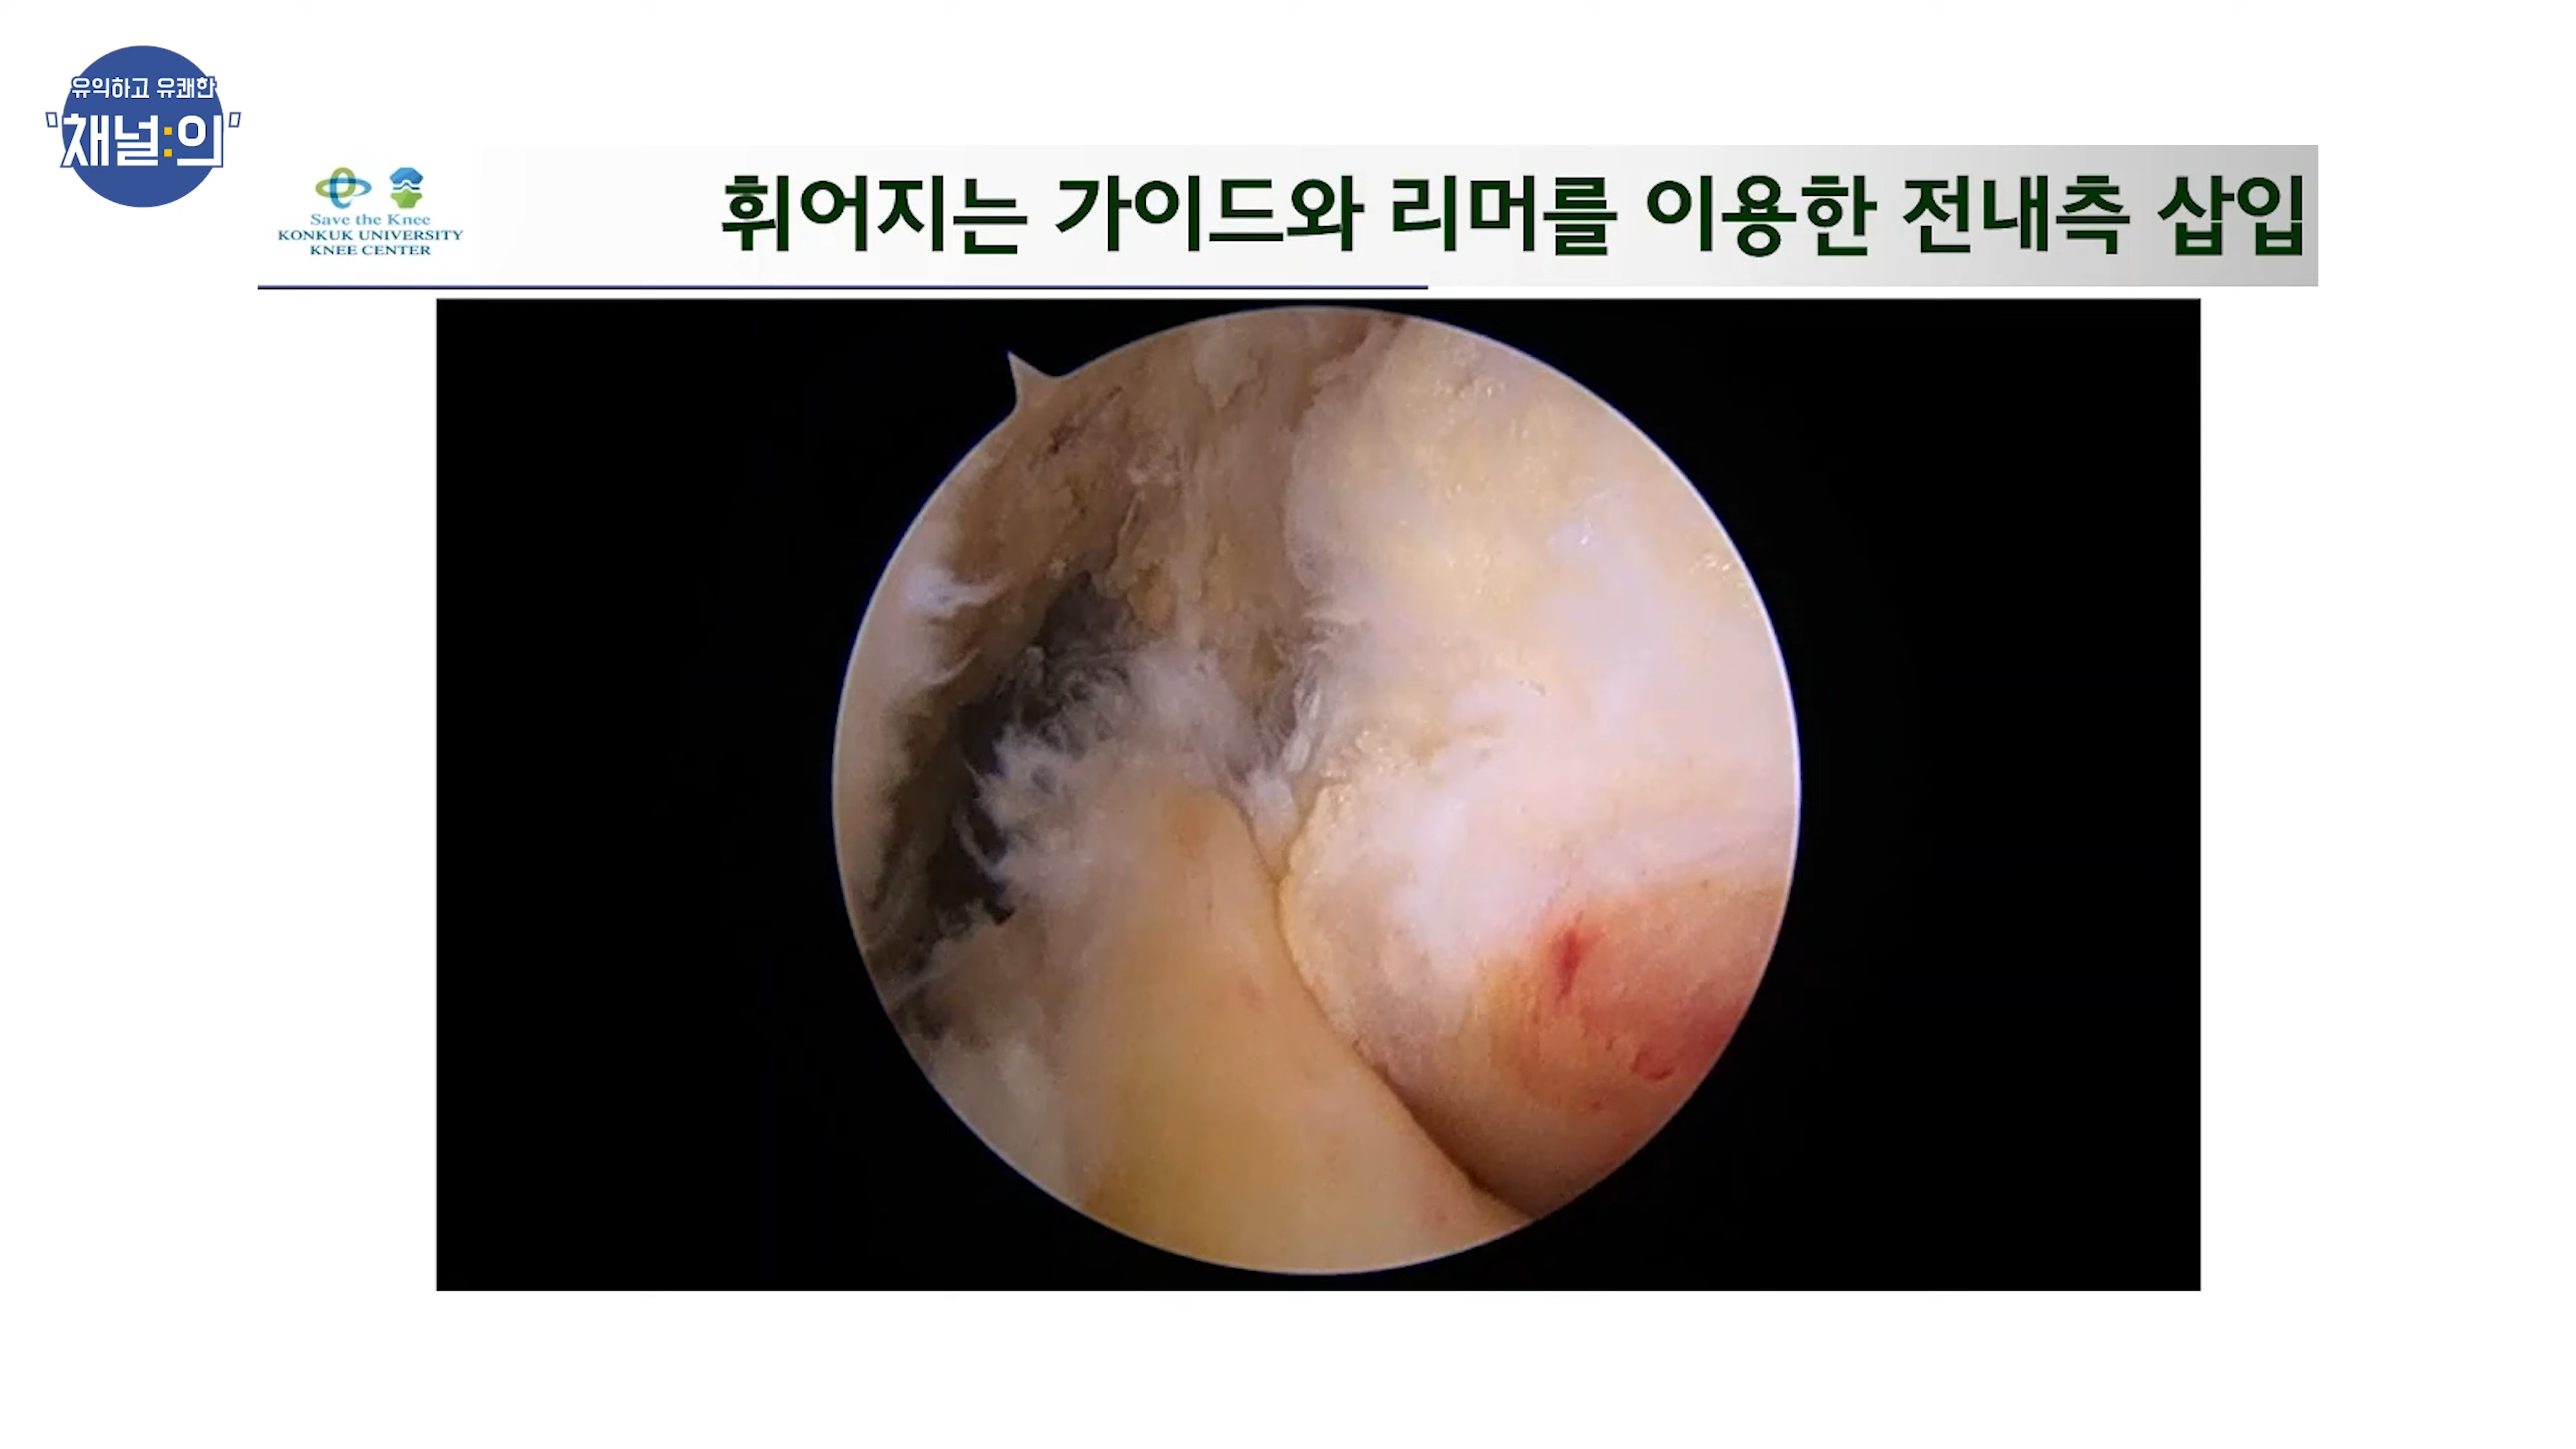 유익하고 유쾌한
'채널:의'
Save the Knee
KONKUK UNIVERSITY
KNEE CENTER
휘어지는 가이드와 리머를 이용한 전내측 삽입